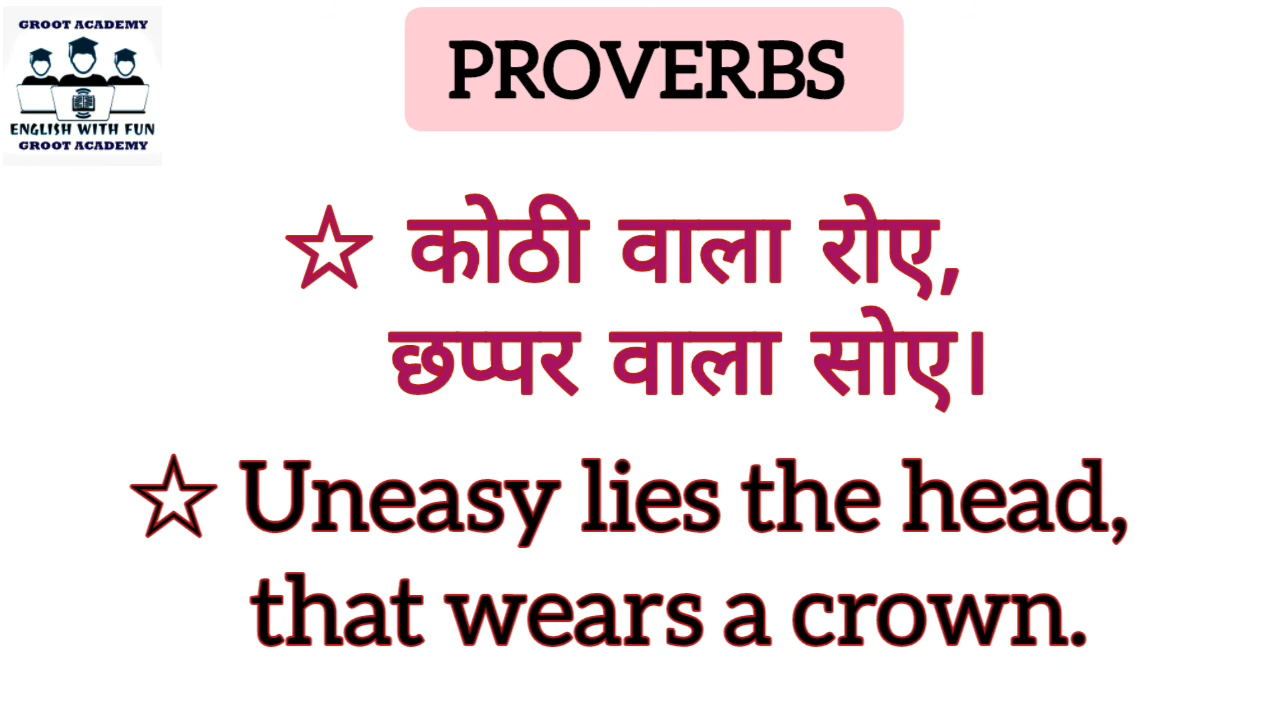 GROOT ACADEMY
ENGLISH WITH FUN
GROOT ACADEMY
PROVERBS
☆ कोठी वाला रोए,
छप्पर वाला सोए।
☆ Uneasy lies the head,
that wears a crown.